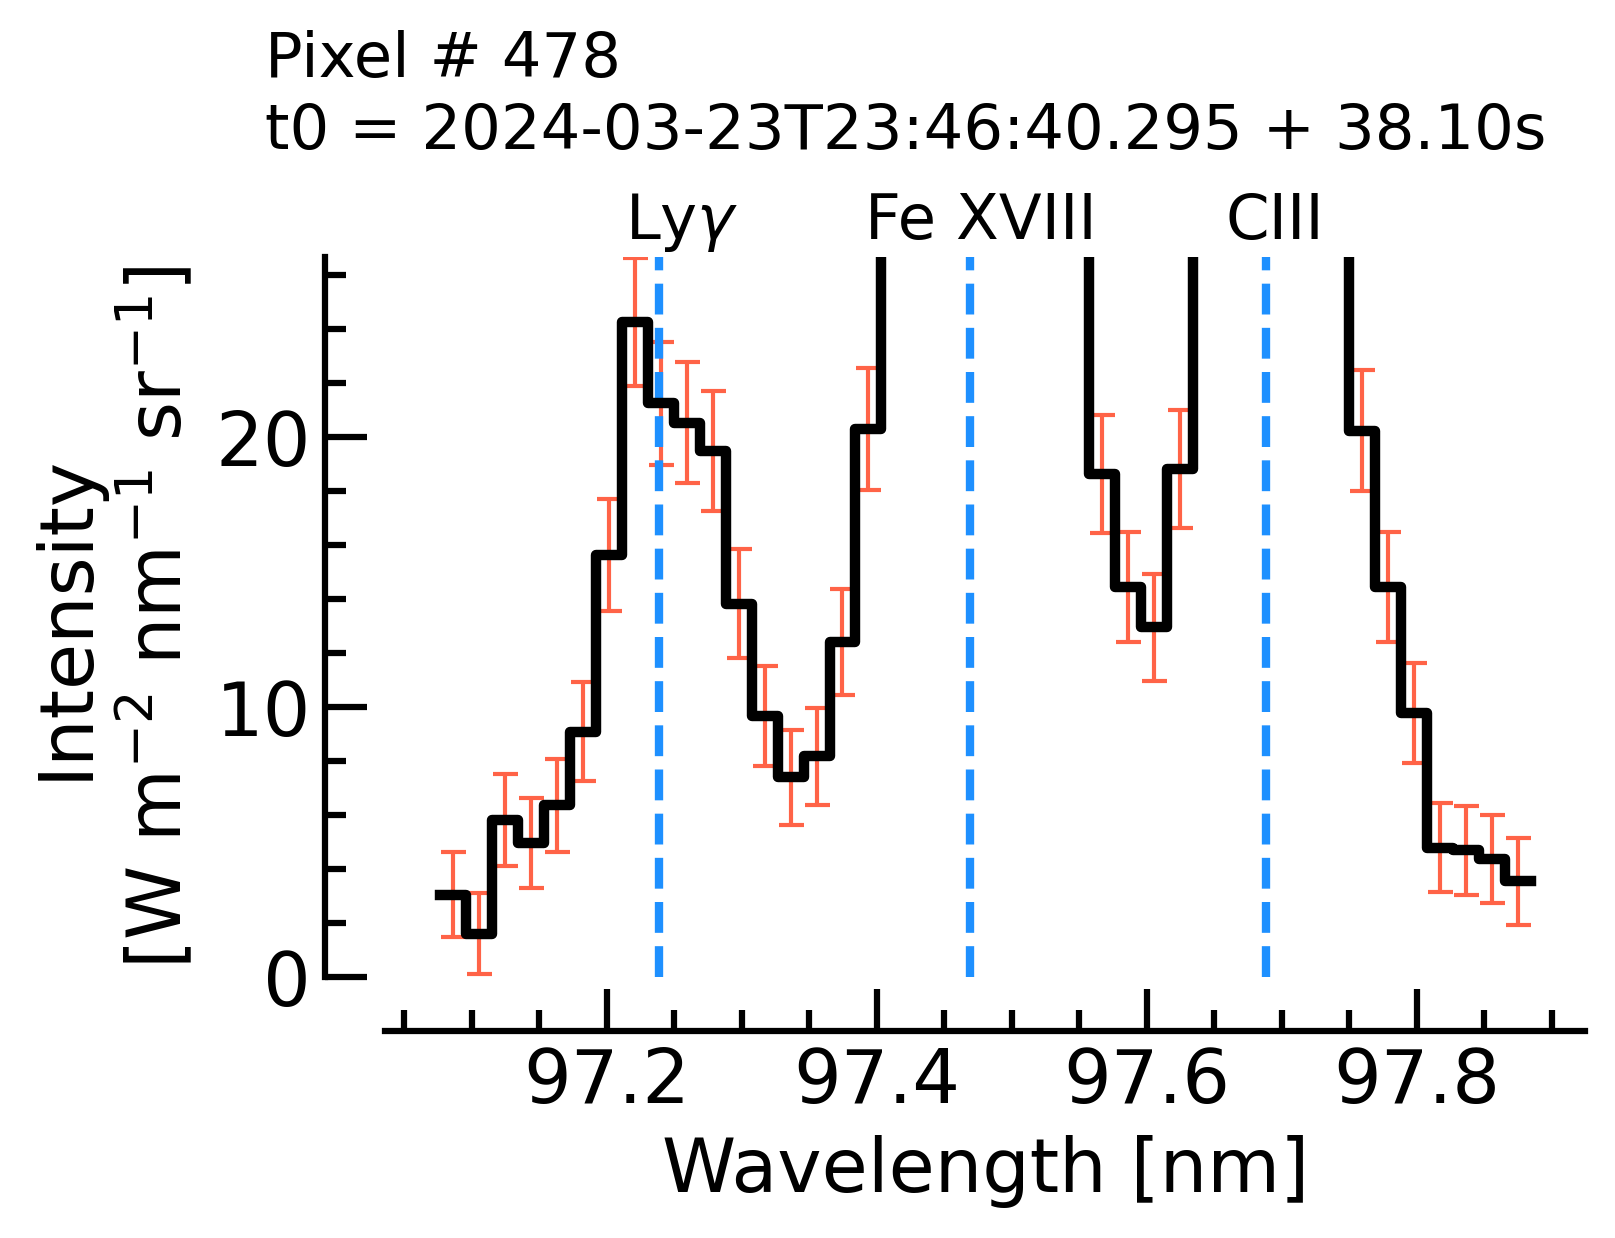 Pixel # 478
t0 = 2024-03-23T23:46:40.295 + 38.10s
Lyγ Fe XVIII CIII
Intensity
[W m⁻² nm⁻¹ sr⁻¹]
20
10
0
97.2 97.4 97.6 97.8
Wavelength [nm]